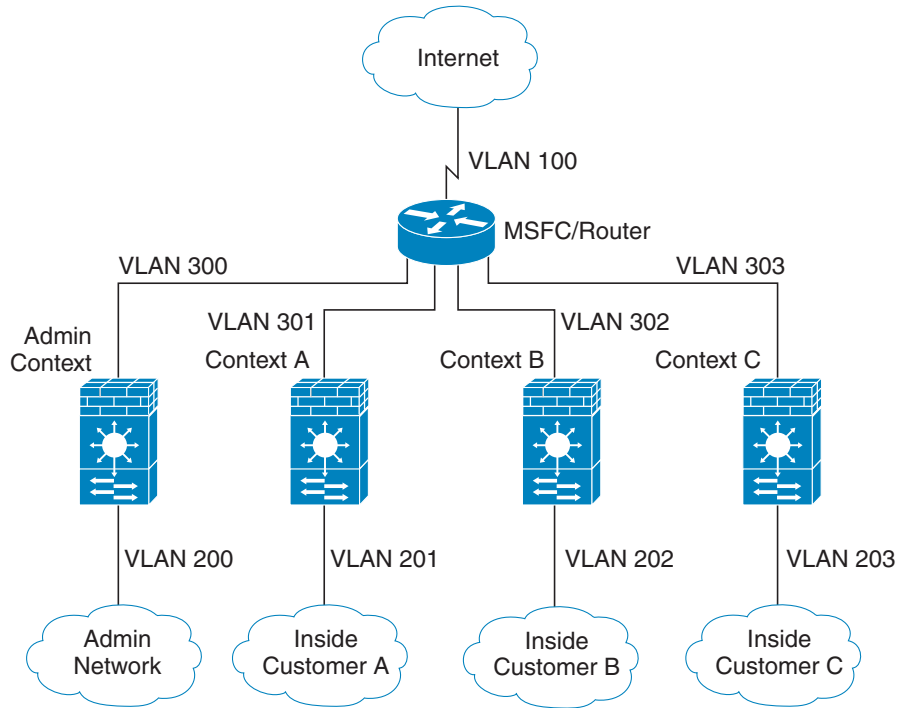 Internet
VLAN 100
MSFC/Router
VLAN 300
VLAN 303
VLAN 301
VLAN 302
Admin
Context
Context A
Context B
Context C
VLAN 200
VLAN 201
VLAN 202
VLAN 203
Admin
Network
Inside
Customer A
Inside
Customer B
Inside
Customer C